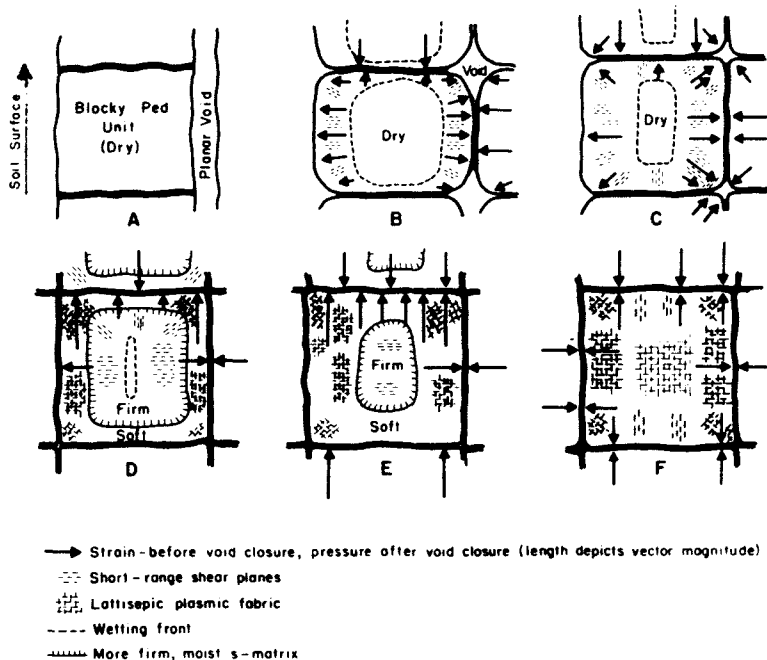 Soil Surface
Blocky Ped
Unit
(Dry)
Planar Void
A
Void
Dry
B
Dry
C
Firm
Soft
D
Firm
Soft
E
F
Strain-before void closure, pressure after void closure (length depicts vector magnitude)
Short-range shear planes
Lattisepic plasmic fabric
Wetting front
More firm, moist s-matrix